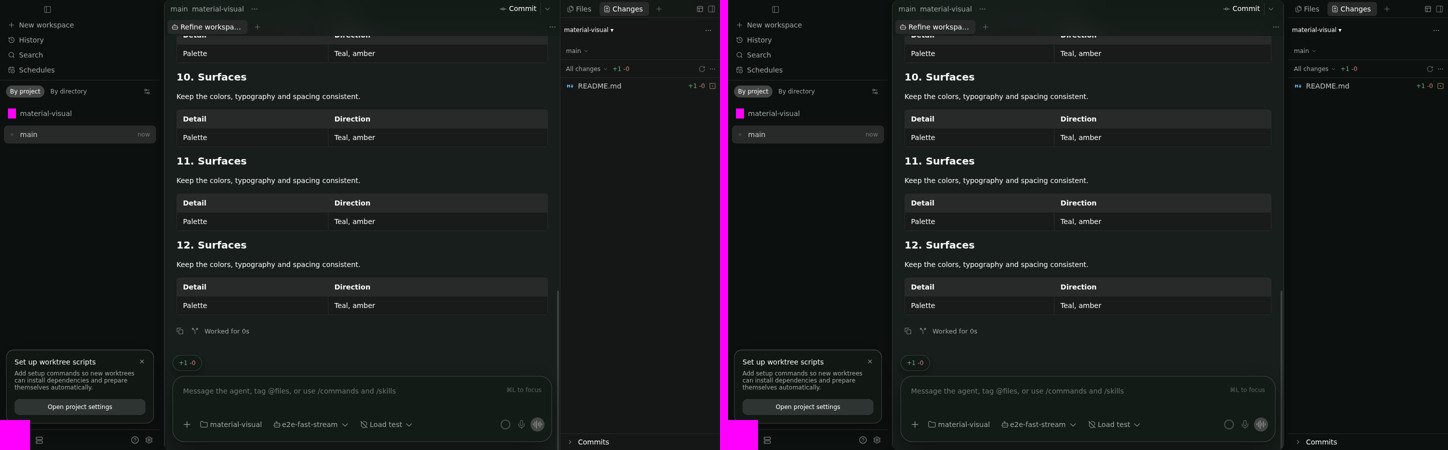 main material-visual ···
Commit
Files
Changes
New workspace
History
Search
Schedules
By project
By directory
material-visual
main
now
Set up worktree scripts
Add setup commands so new worktrees
can install dependencies and prepare
themselves automatically.
Open project settings
Refine workspa...
Detail Direction
Palette Teal, amber
10. Surfaces
Keep the colors, typography and spacing consistent.
Detail Direction
Palette Teal, amber
11. Surfaces
Keep the colors, typography and spacing consistent.
Detail Direction
Palette Teal, amber
12. Surfaces
Keep the colors, typography and spacing consistent.
Detail Direction
Palette Teal, amber
Worked for 0s
+1 -0
Message the agent, tag @files, or use /commands and /skills
⌘L to focus
material-visual
e2e-fast-stream
Load test
material-visual
main
All changes +1 -0
README.md +1 -0
Commits
main material-visual ···
Commit
Files
Changes
New workspace
History
Search
Schedules
By project
By directory
material-visual
main
now
Set up worktree scripts
Add setup commands so new worktrees
can install dependencies and prepare
themselves automatically.
Open project settings
Refine workspa...
Detail Direction
Palette Teal, amber
10. Surfaces
Keep the colors, typography and spacing consistent.
Detail Direction
Palette Teal, amber
11. Surfaces
Keep the colors, typography and spacing consistent.
Detail Direction
Palette Teal, amber
12. Surfaces
Keep the colors, typography and spacing consistent.
Detail Direction
Palette Teal, amber
Worked for 0s
+1 -0
Message the agent, tag @files, or use /commands and /skills
⌘L to focus
material-visual
e2e-fast-stream
Load test
material-visual
main
All changes +1 -0
README.md +1 -0
Commits